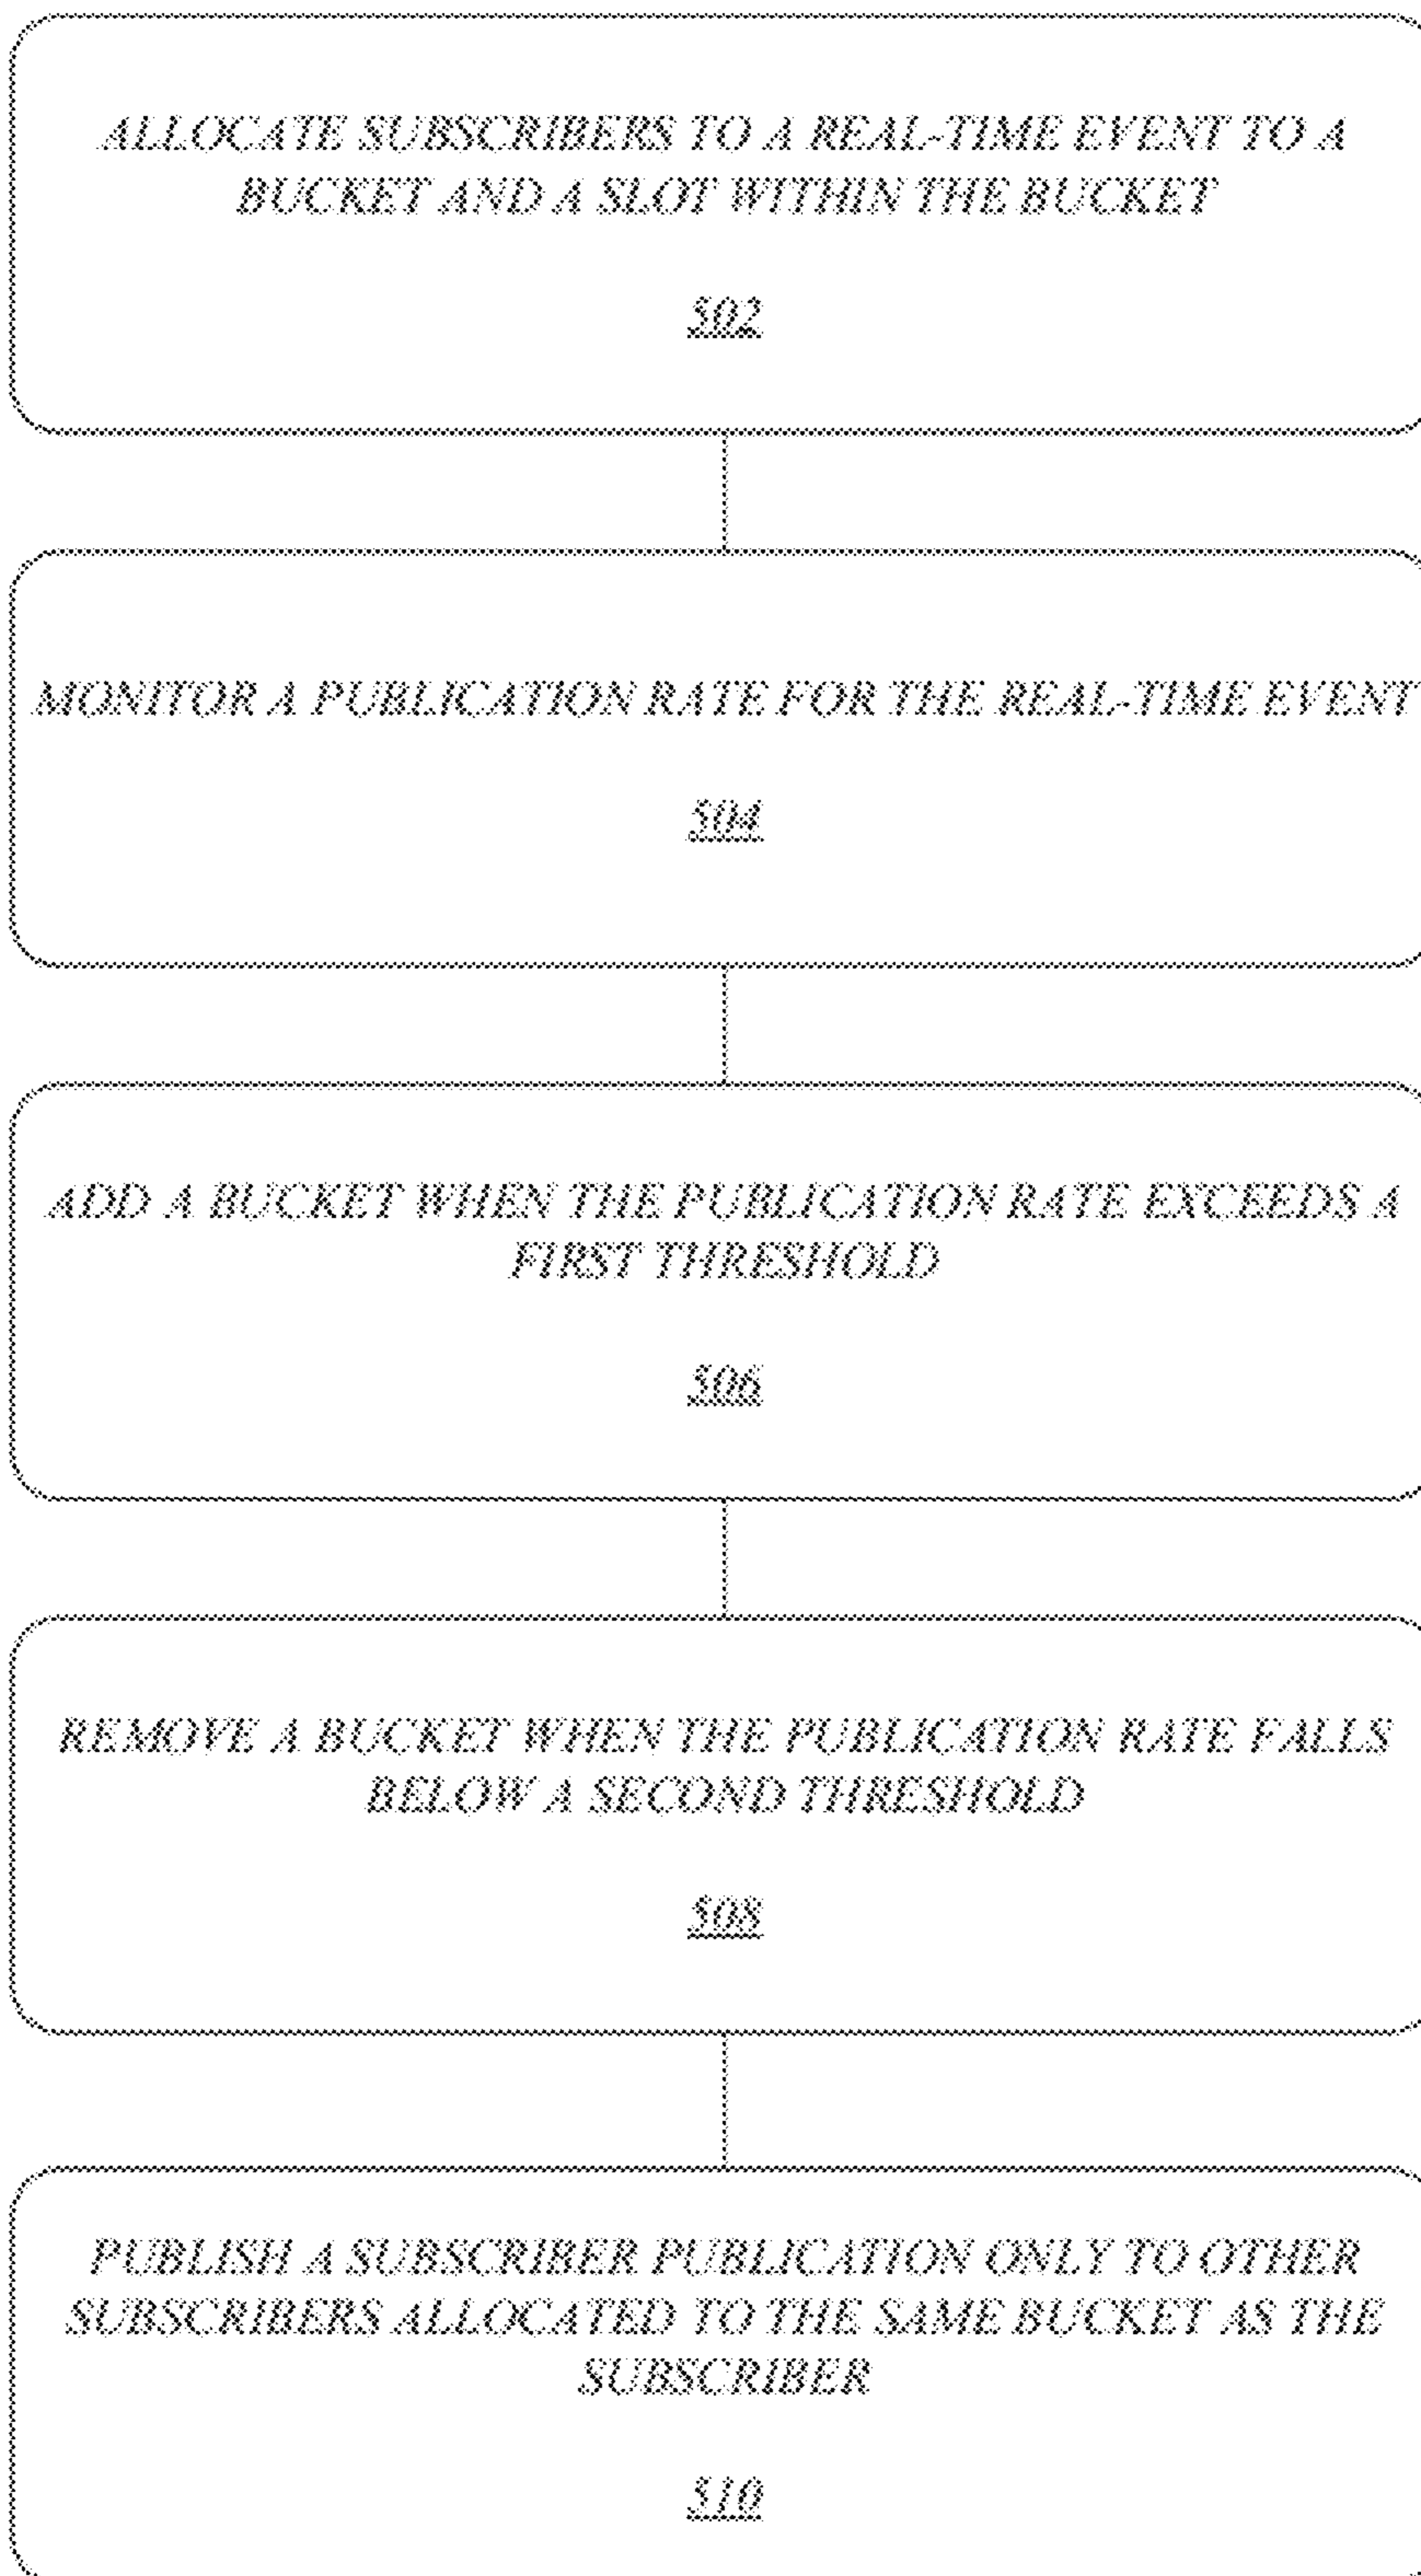 ALLOCATE SUBSCRIBERS TO A REAL-TIME EVENT TO A
BUCKET AND A SLOT WITHIN THE BUCKET
502
MONITOR A PUBLICATION RATE FOR THE REAL-TIME EVENT
504
ADD A BUCKET WHEN THE PUBLICATION RATE EXCEEDS A
FIRST THRESHOLD
506
REMOVE A BUCKET WHEN THE PUBLICATION RATE FALLS
BELOW A SECOND THRESHOLD
508
PUBLISH A SUBSCRIBER PUBLICATION ONLY TO OTHER
SUBSCRIBERS ALLOCATED TO THE SAME BUCKET AS THE
SUBSCRIBER
510